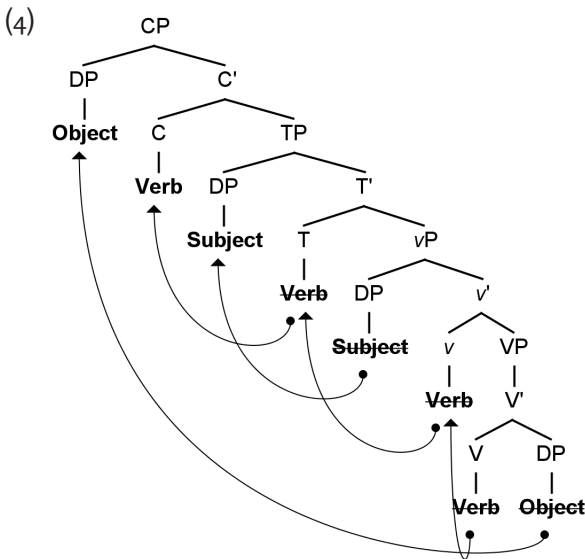 (4)
CP
DP C'
Object C TP
Verb DP T'
Subject T vP
Verb DP v'
Subject v VP
Verb V'
V DP
Verb Object